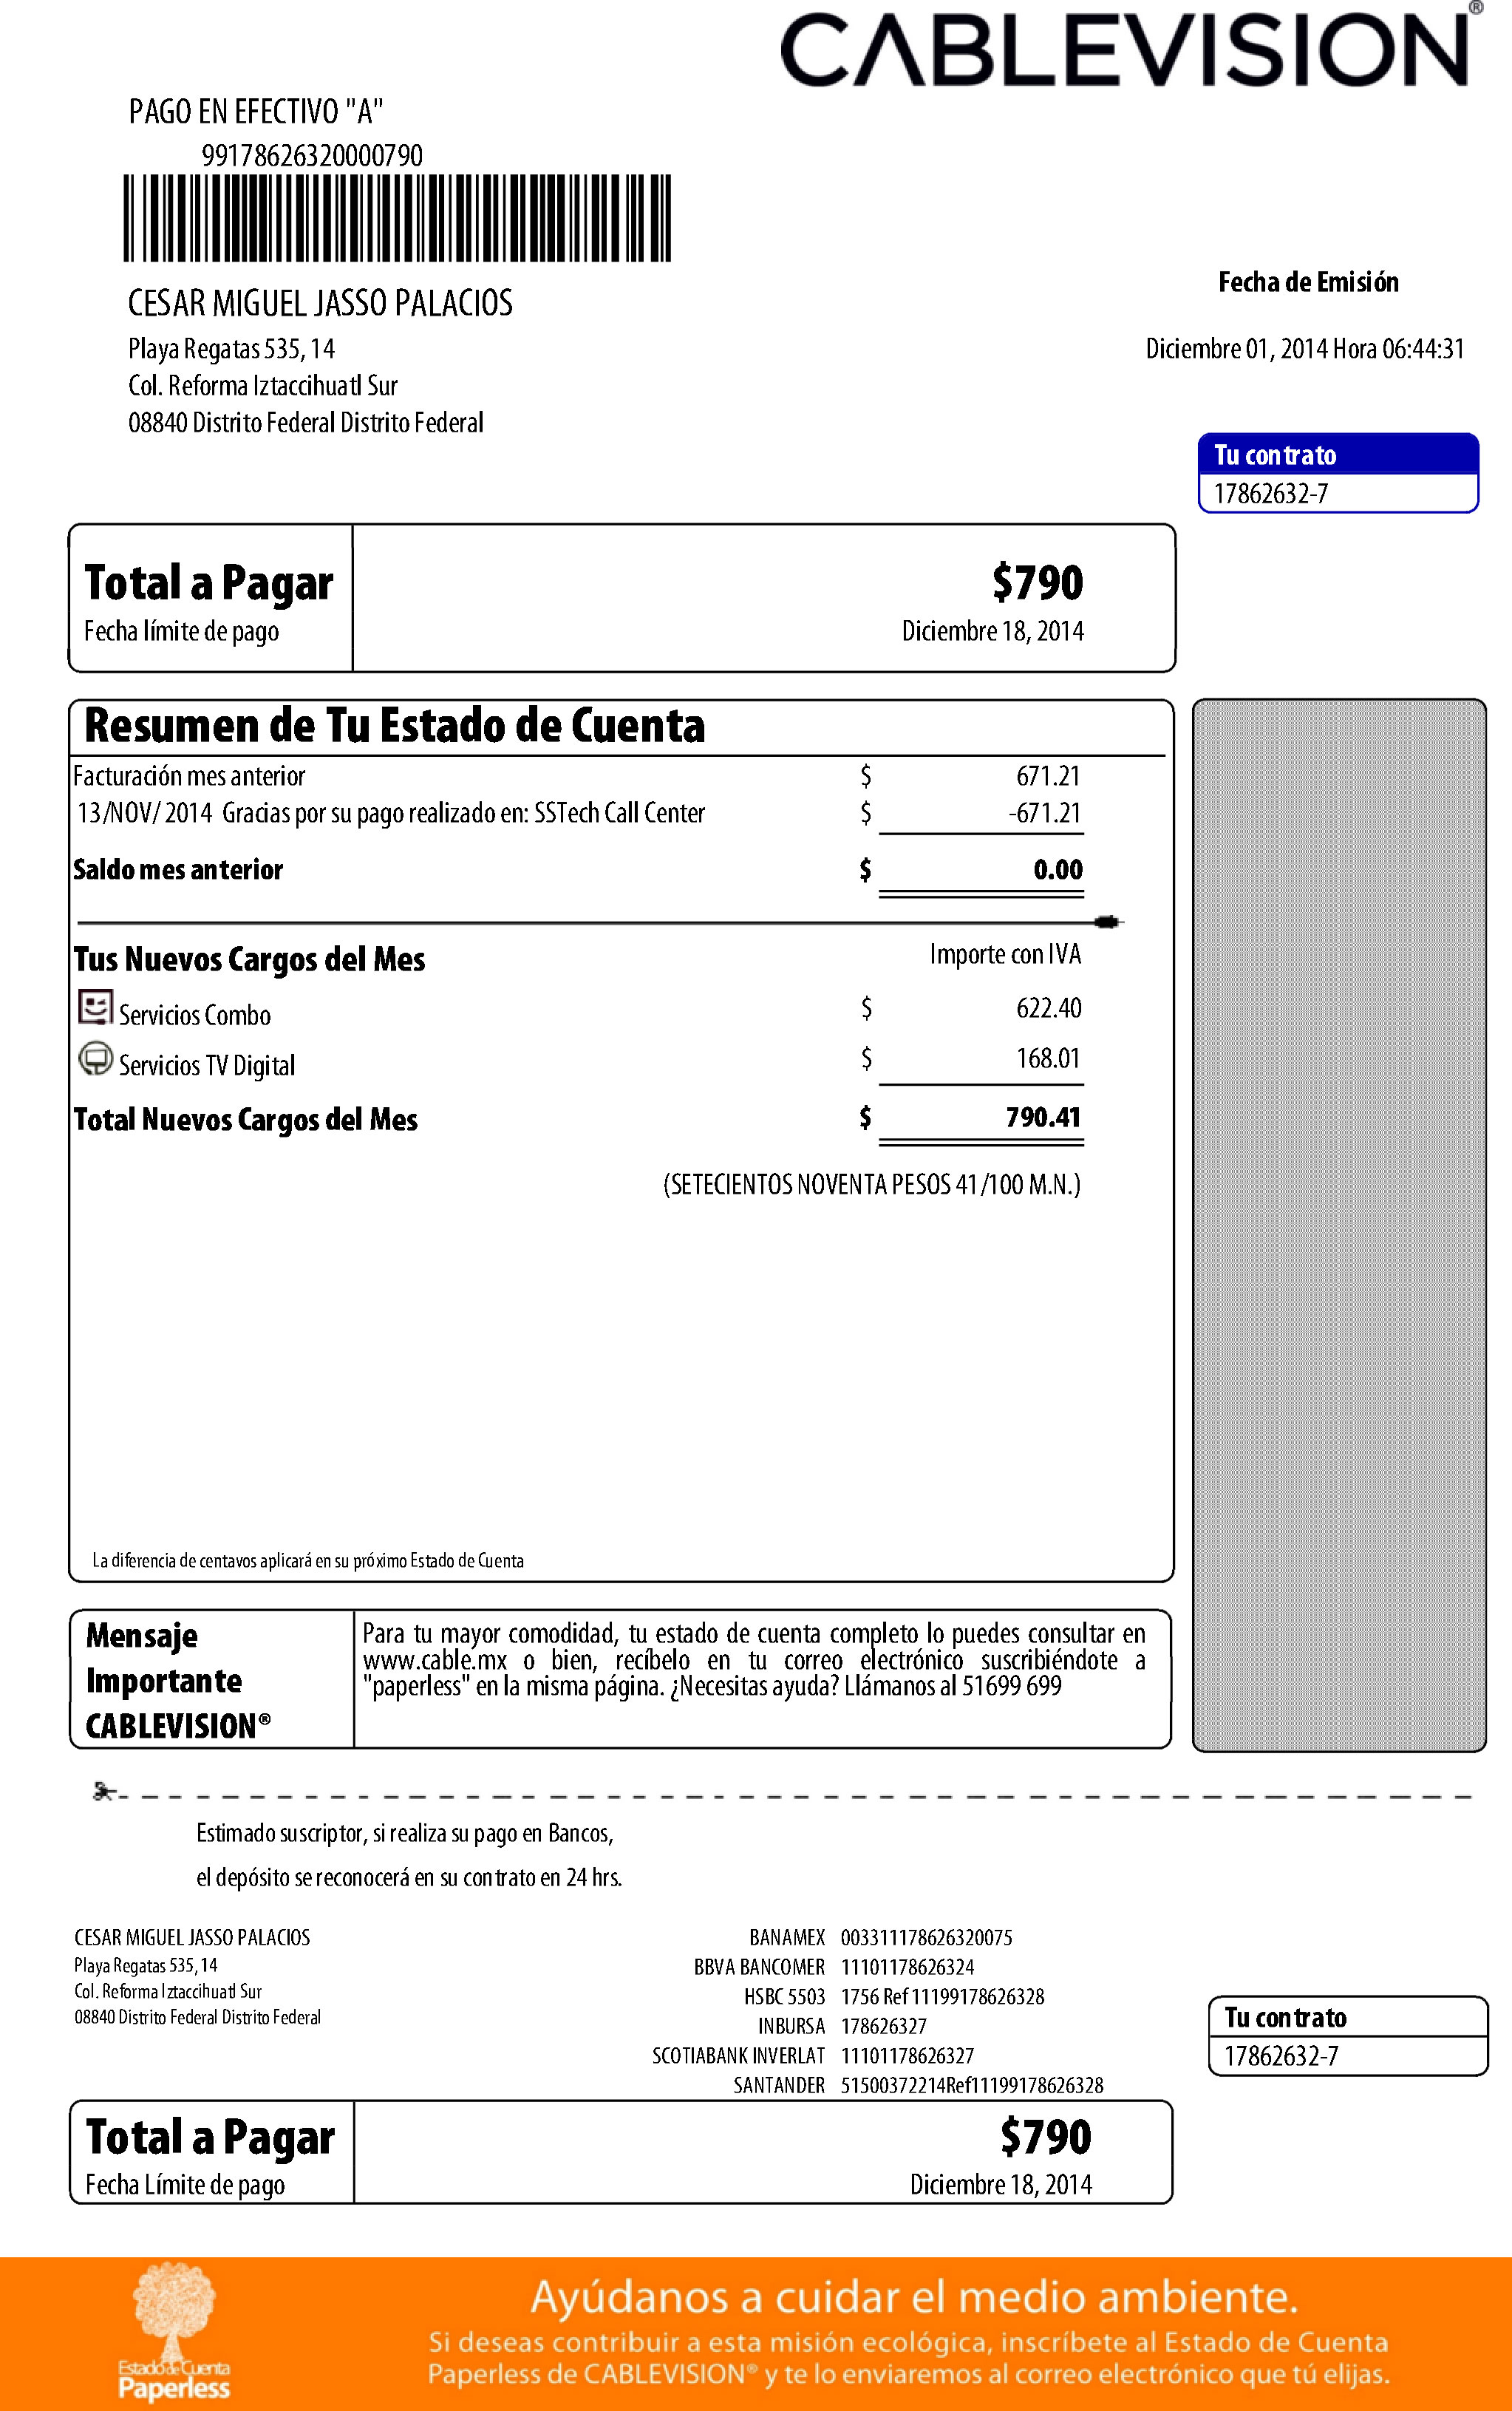 CABLEVISION®
PAGO EN EFECTIVO "A"
99178626320000790
CESAR MIGUEL JASSO PALACIOS
Playa Regatas 535, 14
Col. Reforma Iztaccihuatl Sur
08840 Distrito Federal Distrito Federal
Fecha de Emisión
Diciembre 01, 2014 Hora 06:44:31
Tu contrato
17862632-7
Total a Pagar $790
Fecha límite de pago Diciembre 18, 2014
Resumen de Tu Estado de Cuenta
Facturación mes anterior $ 671.21
13/NOV/ 2014 Gracias por su pago realizado en: SSTech Call Center $ -671.21
Saldo mes anterior $ 0.00
Tus Nuevos Cargos del Mes Importe con IVA
Servicios Combo $ 622.40
Servicios TV Digital $ 168.01
Total Nuevos Cargos del Mes $ 790.41
(SETECIENTOS NOVENTA PESOS 41/100 M.N.)
La diferencia de centavos aplicará en su próximo Estado de Cuenta
Mensaje
Importante
CABLEVISION®
Para tu mayor comodidad, tu estado de cuenta completo lo puedes consultar en
www.cable.mx o bien, recíbelo en tu correo electrónico suscribiéndote a
"paperless" en la misma página. ¿Necesitas ayuda? Llámanos al 51699 699
Estimado suscriptor, si realiza su pago en Bancos,
el depósito se reconocerá en su contrato en 24 hrs.
CESAR MIGUEL JASSO PALACIOS
Playa Regatas 535, 14
Col. Reforma Iztaccihuatl Sur
08840 Distrito Federal Distrito Federal
BANAMEX 003311178626320075
BBVA BANCOMER 11101178626324
HSBC 5503 1756 Ref 11199178626328
INBURSA 178626327
SCOTIABANK INVERLAT 11101178626327
SANTANDER 51500372214Ref11199178626328
Tu contrato
17862632-7
Total a Pagar $790
Fecha Límite de pago Diciembre 18, 2014
Estado de Cuenta
Paperless
Ayúdanos a cuidar el medio ambiente.
Si deseas contribuir a esta misión ecológica, inscríbete al Estado de Cuenta
Paperless de CABLEVISION® y te lo enviaremos al correo electrónico que tú elijas.